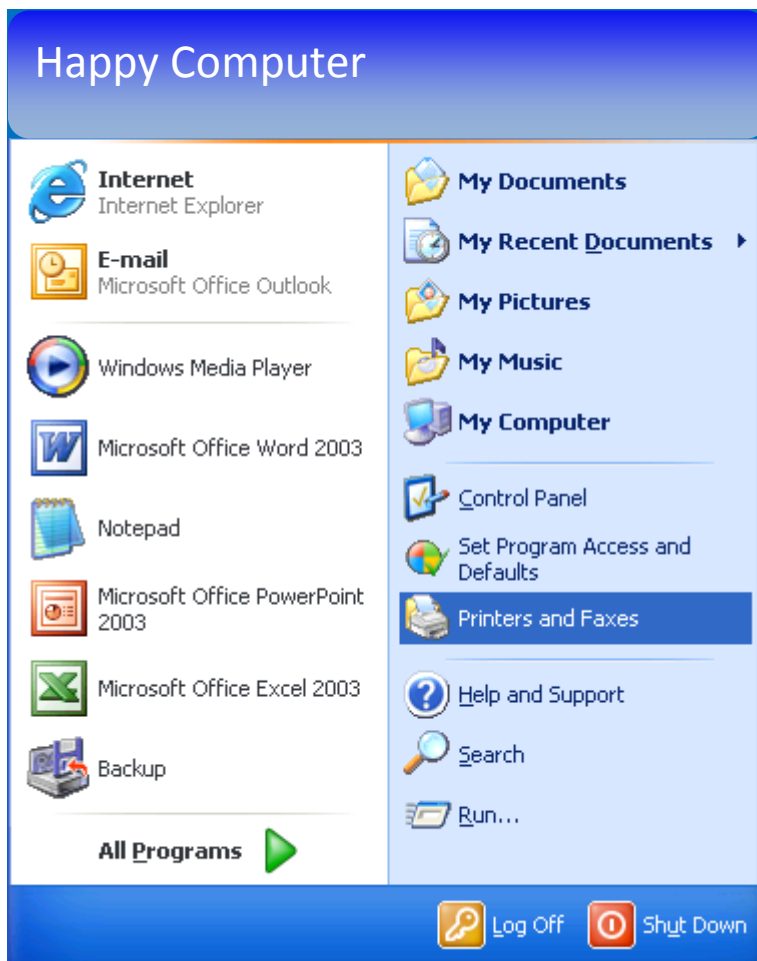 Happy Computer
Internet
Internet Explorer
E-mail
Microsoft Office Outlook
Windows Media Player
Microsoft Office Word 2003
Notepad
Microsoft Office PowerPoint
2003
Microsoft Office Excel 2003
Backup
All Programs
My Documents
My Recent Documents
My Pictures
My Music
My Computer
Control Panel
Set Program Access and
Defaults
Printers and Faxes
Help and Support
Search
Run...
Log Off
Shut Down